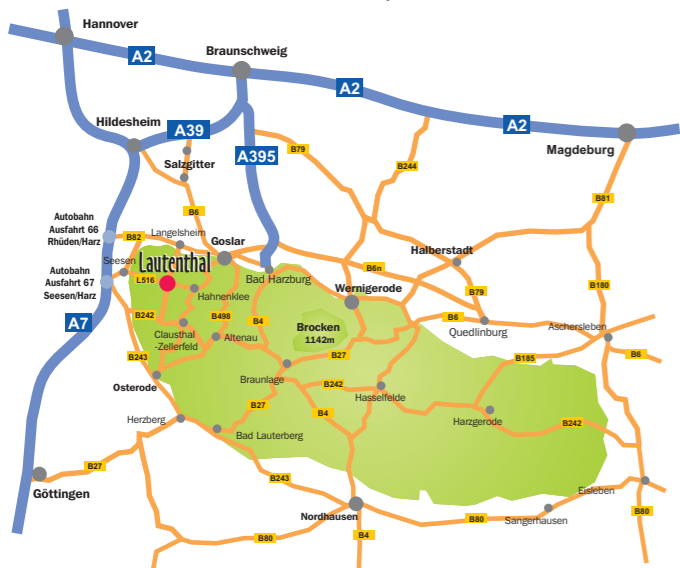 Hannover
A2
Braunschweig
A2
A2
Hildesheim
A39
A395
B79
Magdeburg
Salzgitter
B244
B6
B81
Autobahn
Ausfahrt 66
Rhüden/Harz
B82
Langelsheim
Goslar
Halberstadt
Seesen
Lautenthal
B6n
Autobahn
Ausfahrt 67
Seesen/Harz
L516
Bad Harzburg
Hahnenklee
Wernigerode
B79
B180
A7
B242
B498
B4
Brocken
1142m
B6
Quedlinburg
Aschersleben
Clausthal
-Zellerfeld
Altenau
B243
B27
B185
B6
Osterode
Braunlage
B242
Hasselfelde
Herzberg
B27
B4
Harzgerode
B242
Bad Lauterberg
B27
Göttingen
B243
Eisleben
Nordhausen
B80
Sangerhausen
B80
B80
B4